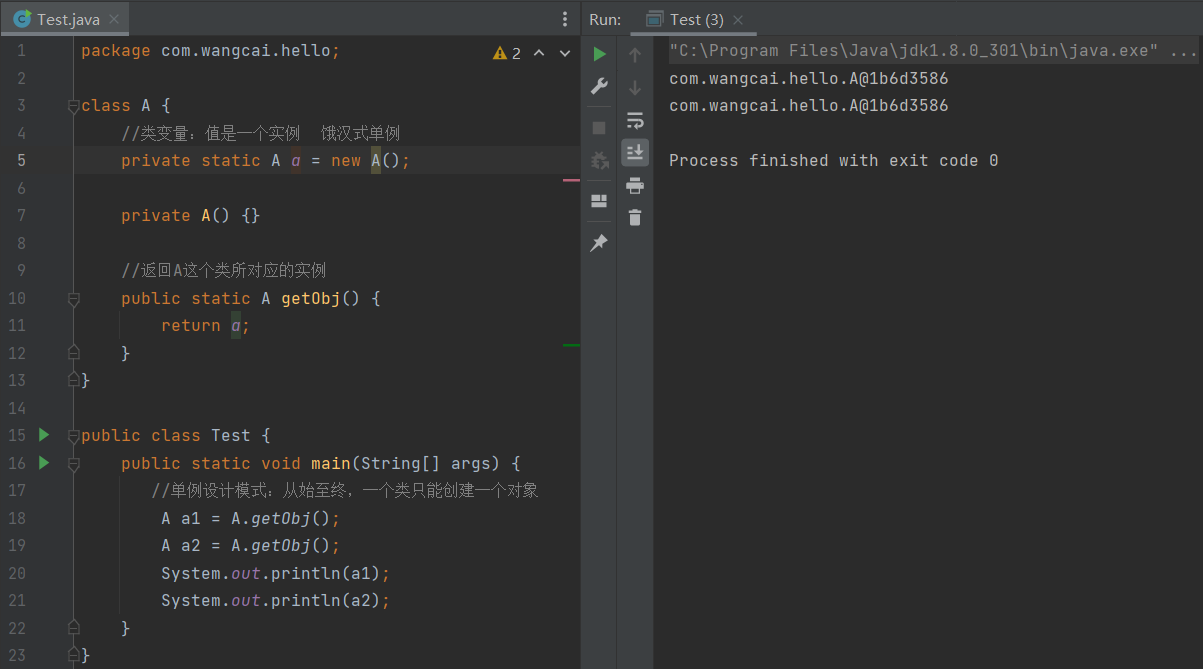 Test.java
Run:
Test (3)
1 package com.wangcai.hello;
2
2
3 class A {
4 //类变量：值是一个实例  饿汉式单例
5 private static A a = new A();
6
7 private A() {}
8
9 //返回A这个类所对应的实例
10 public static A getObj() {
11 return a;
12 }
13 }
14
15 public class Test {
16 public static void main(String[] args) {
17 //单例设计模式：从始至终，一个类只能创建一个对象
18 A a1 = A.getObj();
19 A a2 = A.getObj();
20 System.out.println(a1);
21 System.out.println(a2);
22 }
23 }
"C:\Program Files\Java\jdk1.8.0_301\bin\java.exe" ...
com.wangcai.hello.A@1b6d3586
com.wangcai.hello.A@1b6d3586
Process finished with exit code 0